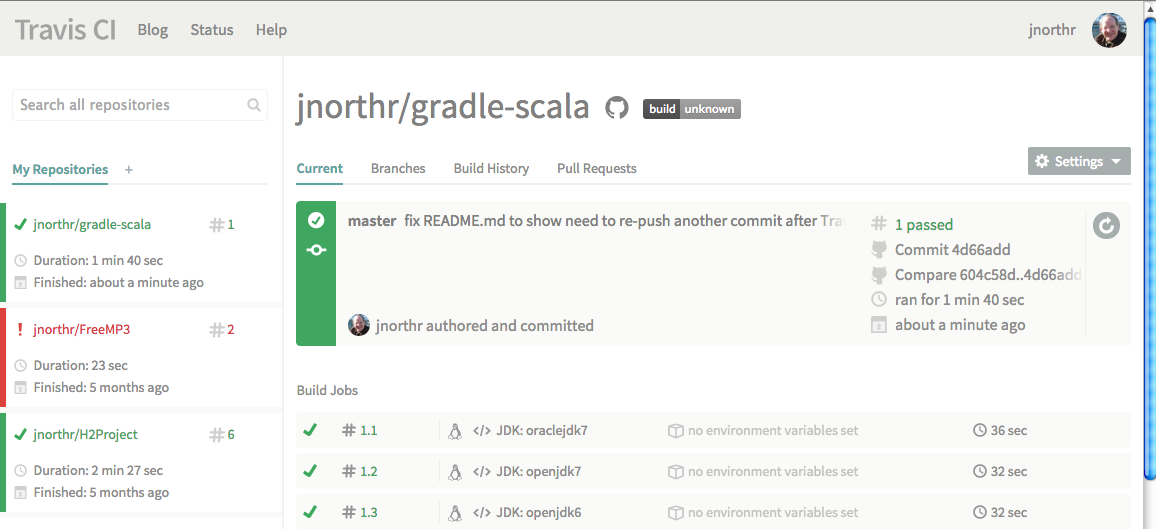 Travis CI Blog Status Help jnorthr
Search all repositories
jnorthr/gradle-scala build unknown
My Repositories +
Current Branches Build History Pull Requests Settings
jnorthr/gradle-scala # 1
Duration: 1 min 40 sec
Finished: about a minute ago
jnorthr/FreeMP3 # 2
Duration: 23 sec
Finished: 5 months ago
jnorthr/H2Project # 6
Duration: 2 min 27 sec
Finished: 5 months ago
master fix README.md to show need to re-push another commit after Trav
# 1 passed
Commit 4d66add
Compare 604c58d..4d66add
ran for 1 min 40 sec
about a minute ago
jnorthr authored and committed
Build Jobs
# 1.1 </> JDK: oraclejdk7 no environment variables set 36 sec
# 1.2 </> JDK: openjdk7 no environment variables set 32 sec
# 1.3 </> JDK: openjdk6 no environment variables set 32 sec